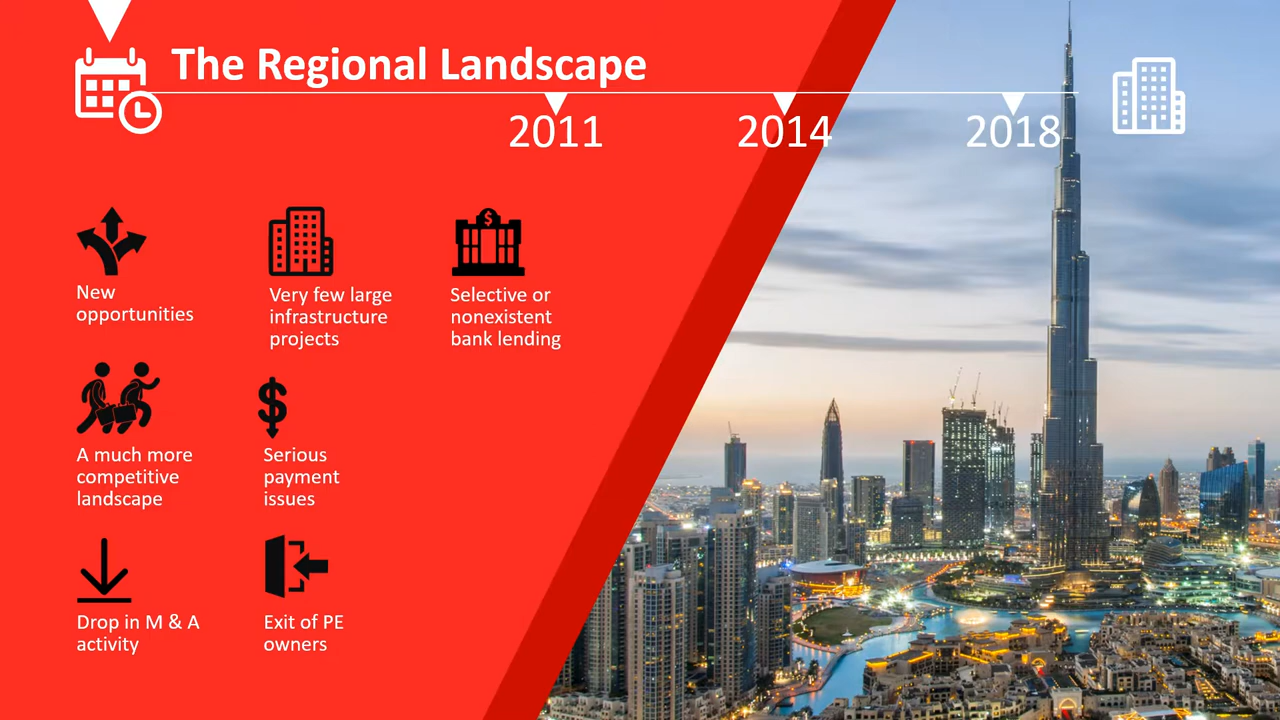 The Regional Landscape
2011
2014
2018
New
opportunities
Very few large
infrastructure
projects
Selective or
nonexistent
bank lending
A much more
competitive
landscape
Serious
payment
issues
Drop in M & A
activity
Exit of PE
owners